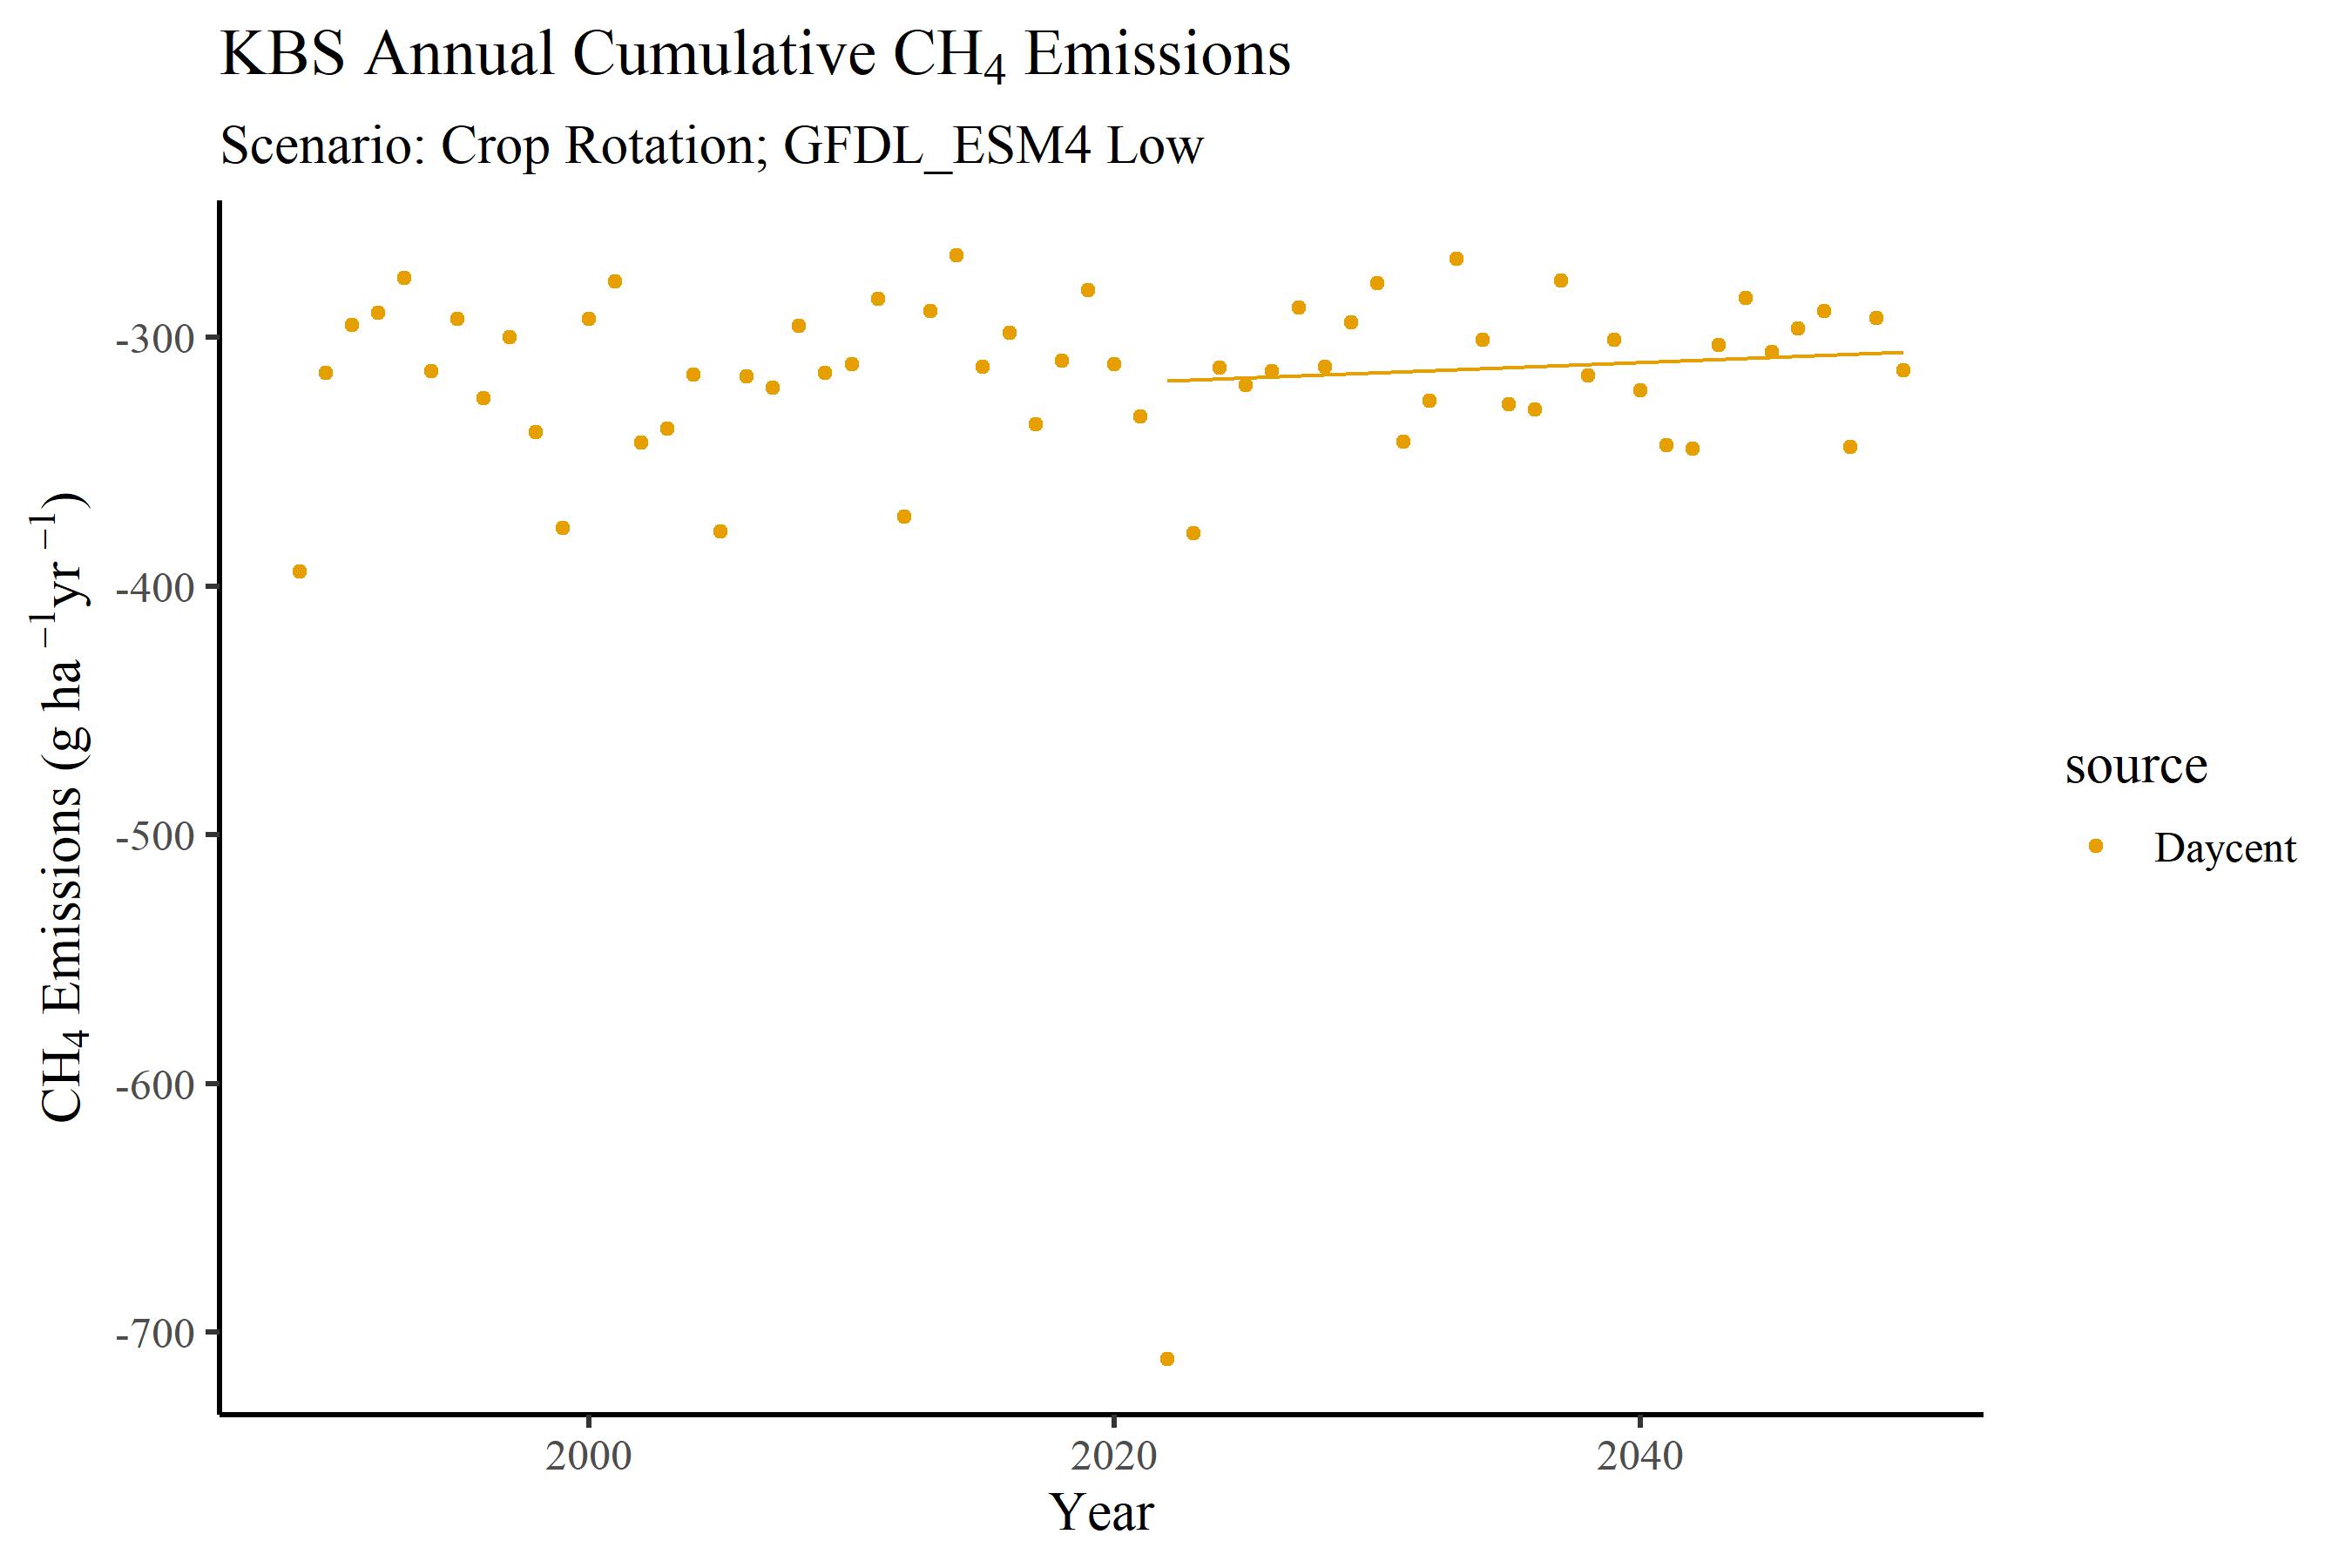 KBS Annual Cumulative CH₄ Emissions
Scenario: Crop Rotation; GFDL_ESM4 Low
CH₄ Emissions (g ha⁻¹yr⁻¹)
-300
-400
-500
-600
-700
2000
2020
2040
Year
source
Daycent